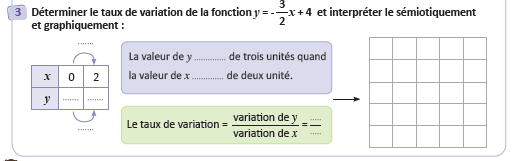 3 Déterminer le taux de variation de la fonction y = - 3/2 x + 4 et interpréter le sémiotiquement
et graphiquement :
........
x 0 2
y ........ ........
........
La valeur de y ............. de trois unités quand
la valeur de x ............. de deux unité.
Le taux de variation = variation de y / variation de x = ..... / .....